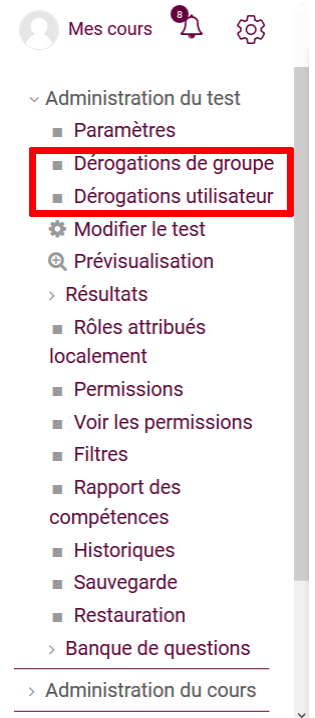 Mes cours 8
Administration du test
Paramètres
Dérogations de groupe
Dérogations utilisateur
Modifier le test
Prévisualisation
Résultats
Rôles attribués
localement
Permissions
Voir les permissions
Filtres
Rapport des
compétences
Historiques
Sauvegarde
Restauration
Banque de questions
Administration du cours